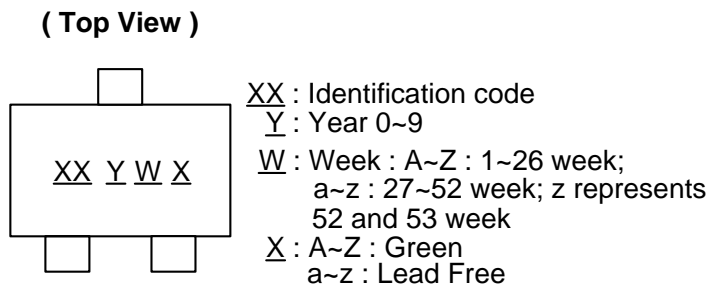 ( Top View )
XX Y W X
XX : Identification code
Y : Year 0~9
W : Week : A~Z : 1~26 week;
a~z : 27~52 week; z represents
52 and 53 week
X : A~Z : Green
a~z : Lead Free